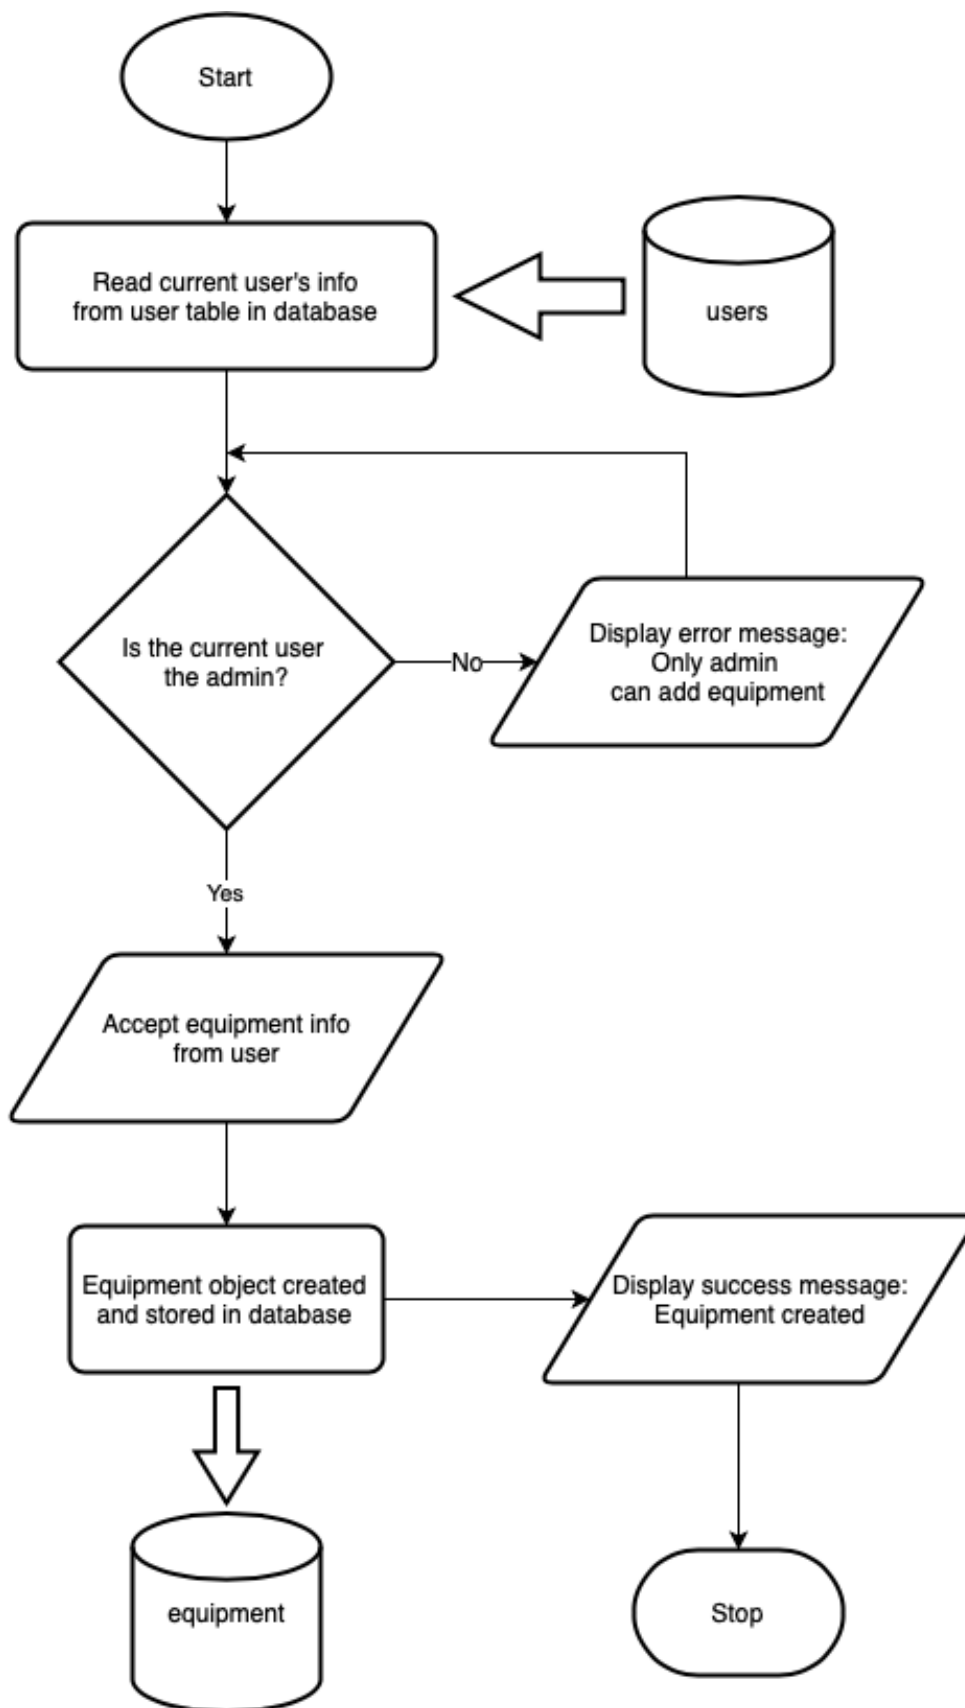 Start
Read current user's info
from user table in database
users
Is the current user
the admin?
No
Display error message:
Only admin
can add equipment
Yes
Accept equipment info
from user
Equipment object created
and stored in database
Display success message:
Equipment created
equipment
Stop